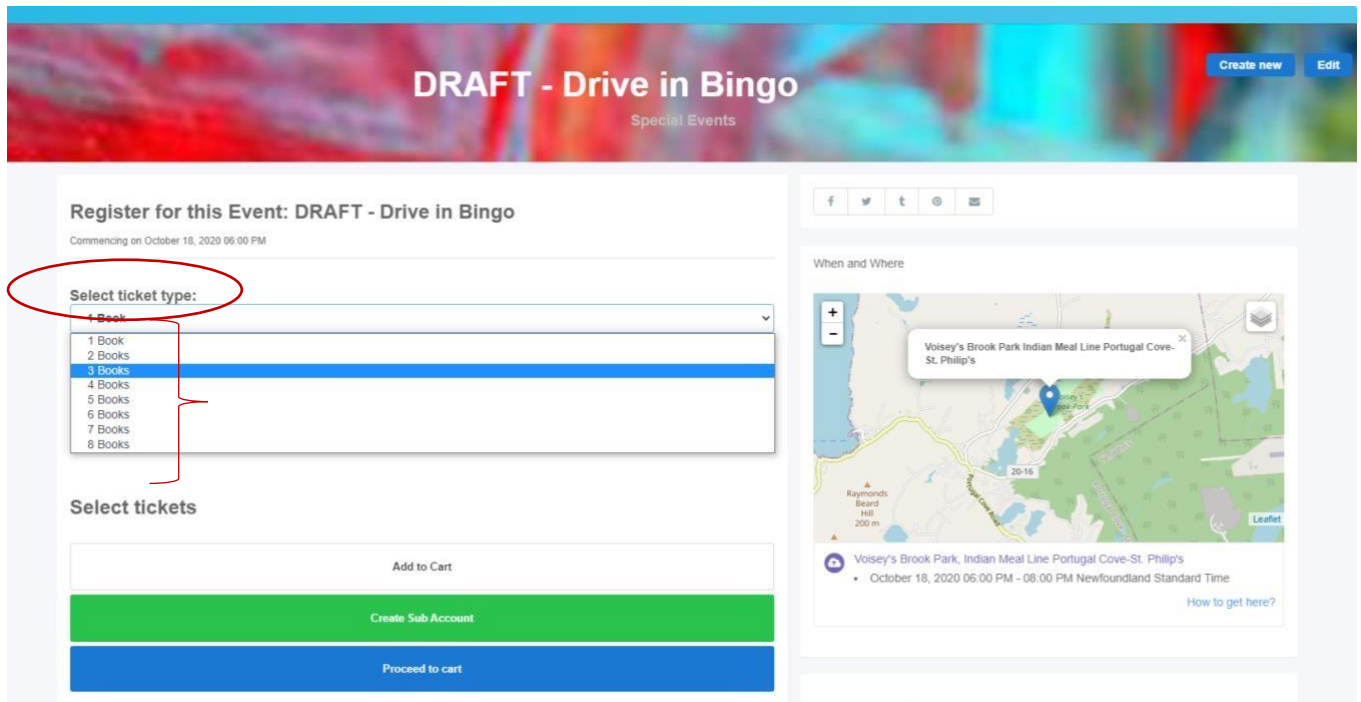 DRAFT - Drive in Bingo
Special Events
Create new
Edit
Register for this Event: DRAFT - Drive in Bingo
Commencing on October 18, 2020 06:00 PM
Select ticket type:
1 Book
1 Book
2 Books
3 Books
4 Books
5 Books
6 Books
7 Books
8 Books
Select tickets
Add to Cart
Create Sub Account
Proceed to cart
When and Where
+
−
Voisey's Brook Park Indian Meal Line Portugal Cove-
St. Philip's
×
20-16
Portugal Cove Road
Raymonds
Beard
Hill
200 m
Leaflet
Voisey's Brook Park, Indian Meal Line Portugal Cove-St. Philip's
• October 18, 2020 06:00 PM - 08:00 PM Newfoundland Standard Time
How to get here?